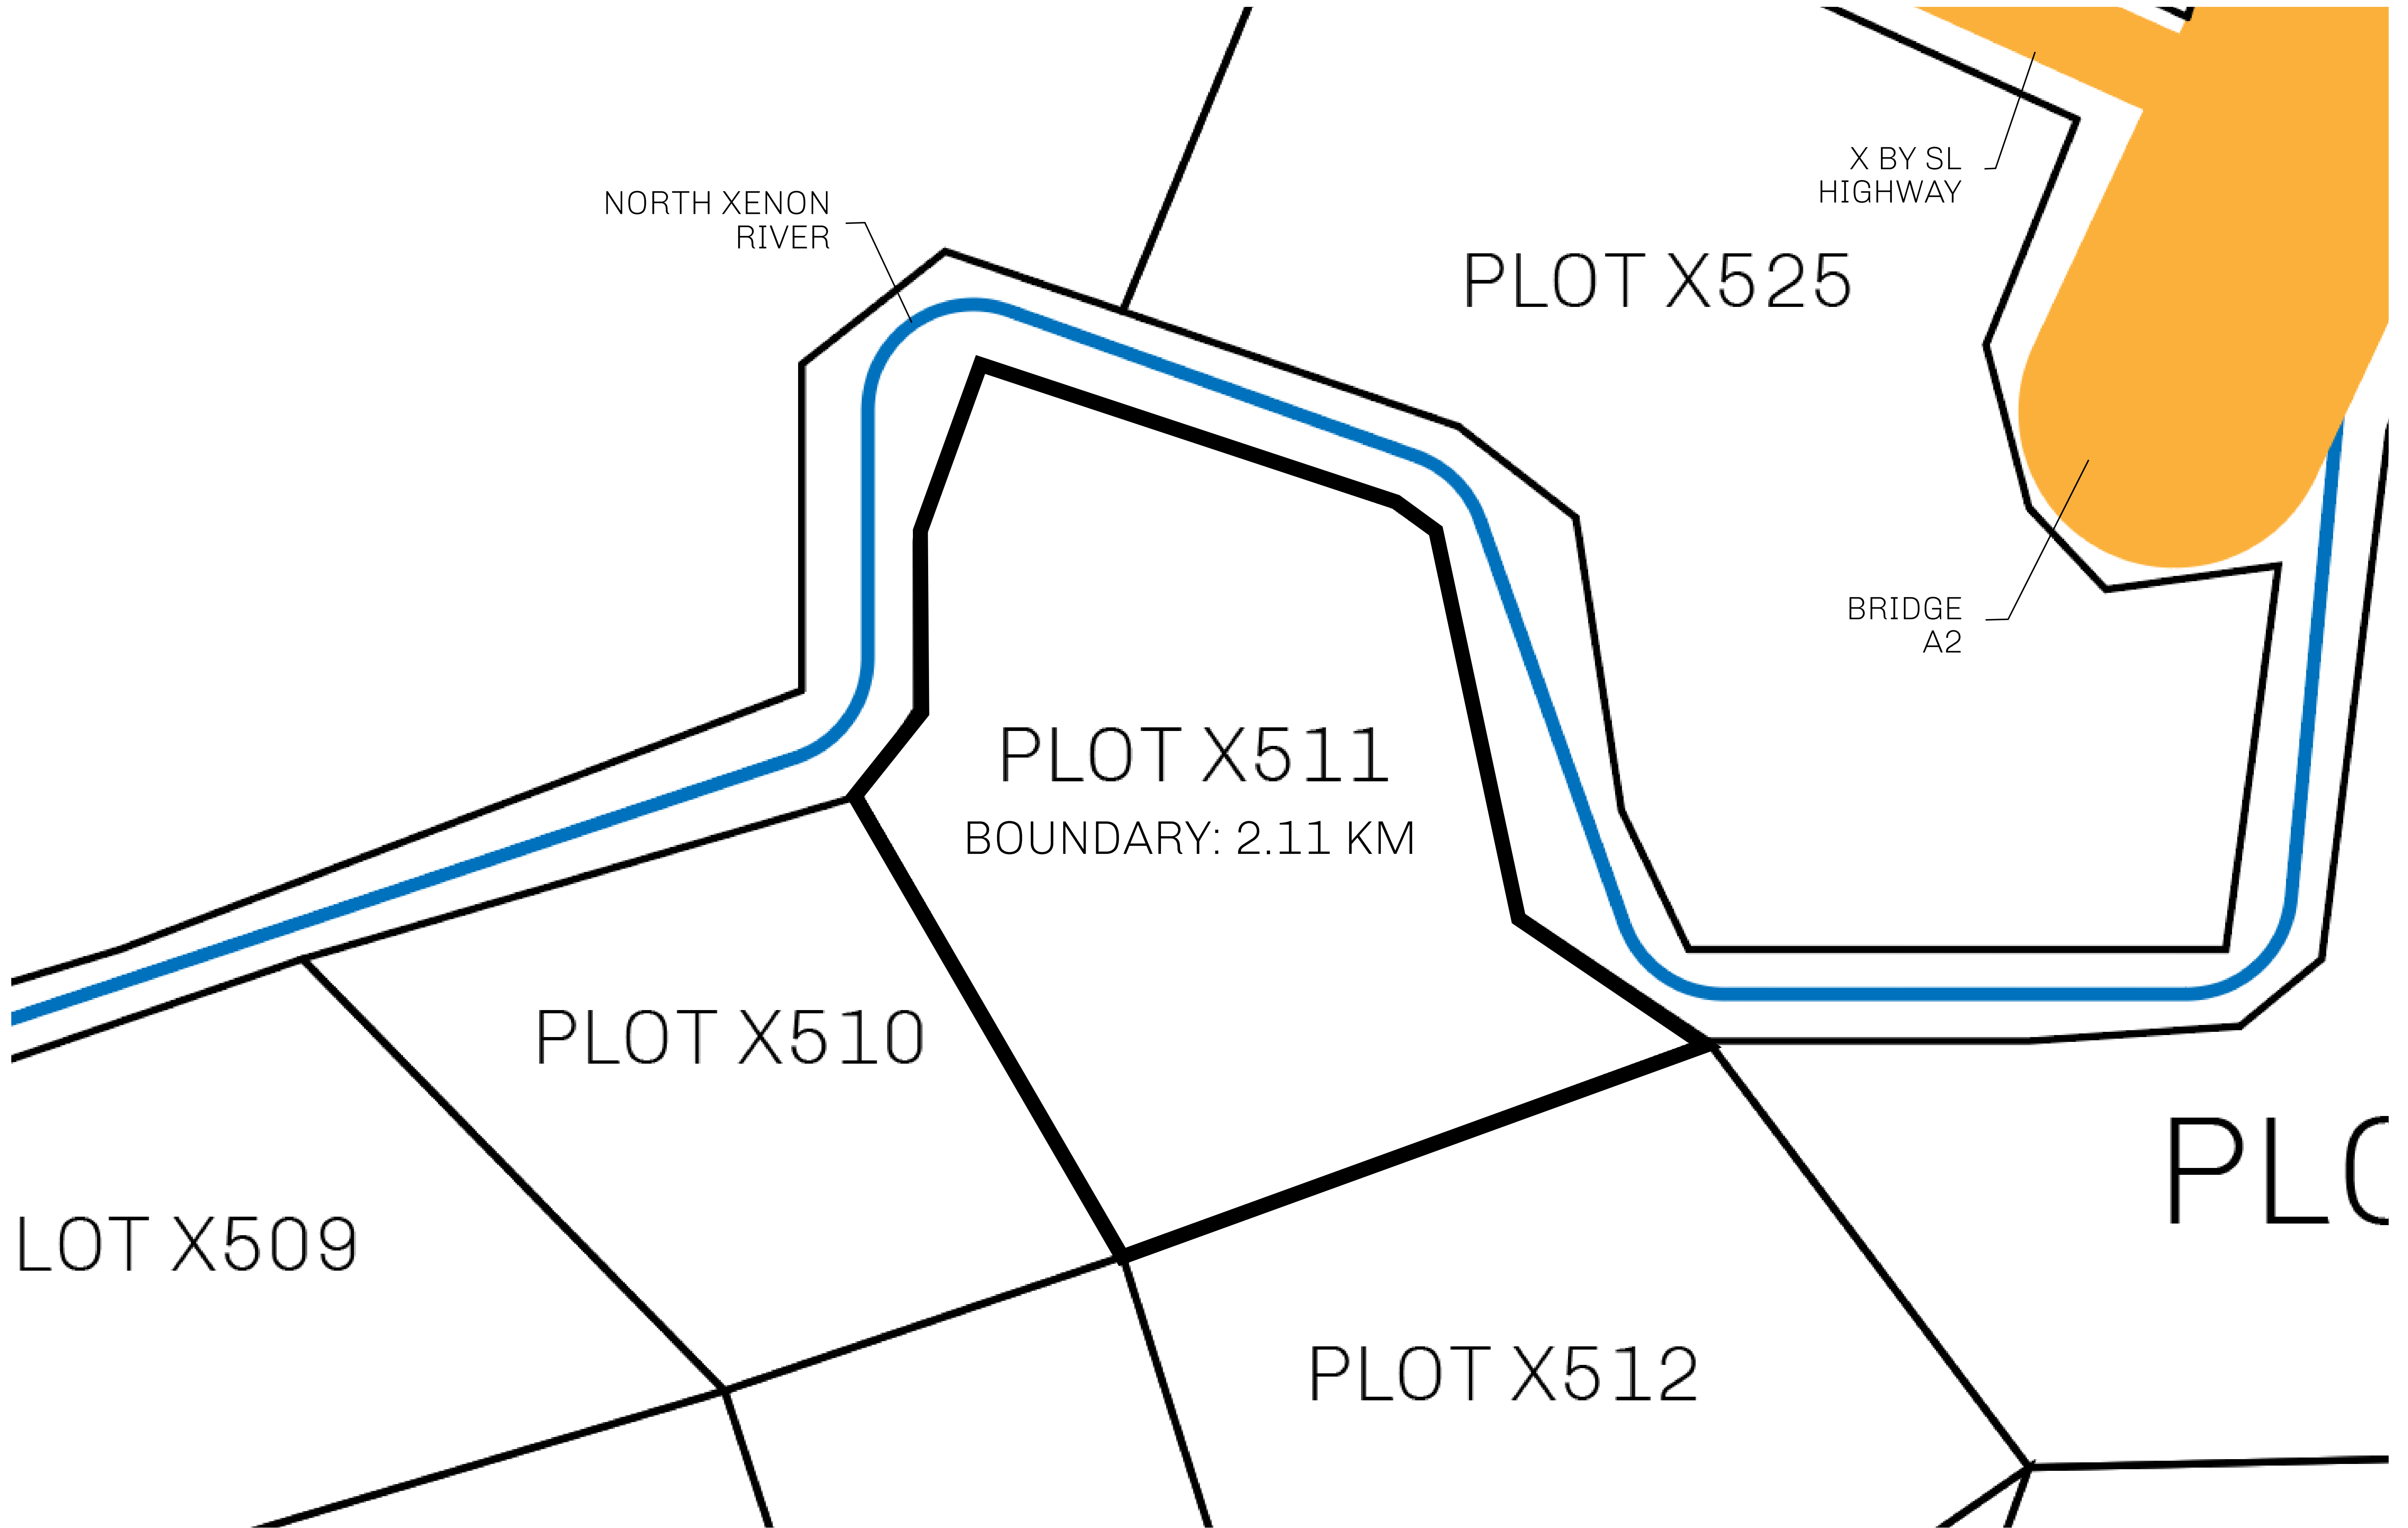 X BY SL
HIGHWAY
NORTH XENON
RIVER
PLOT X525
BRIDGE
A2
PLOT X511
BOUNDARY: 2.11 KM
PLOT X510
PLO
LOT X509
PLOT X512